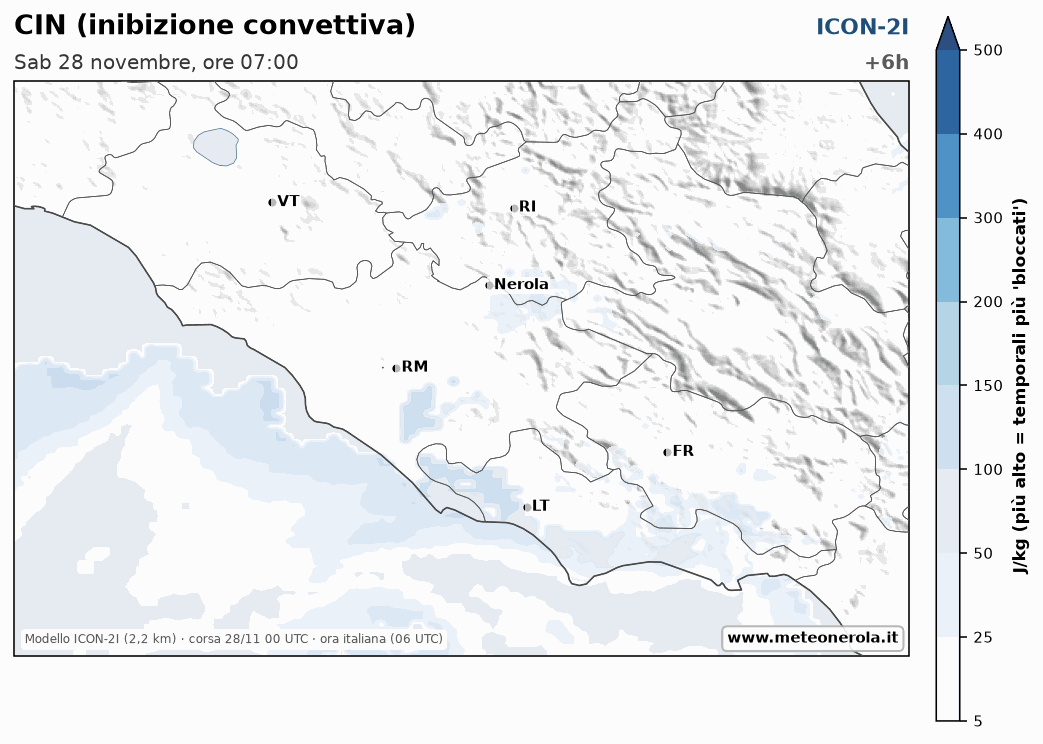 CIN (inibizione convettiva)
ICON-2I
Sab 28 novembre, ore 07:00
+6h
VT
RI
Nerola
RM
FR
LT
Modello ICON-2I (2,2 km) · corsa 28/11 00 UTC · ora italiana (06 UTC)
www.meteonerola.it
500
400
300
200
150
100
50
25
5
J/kg (più alto = temporali più 'bloccati')